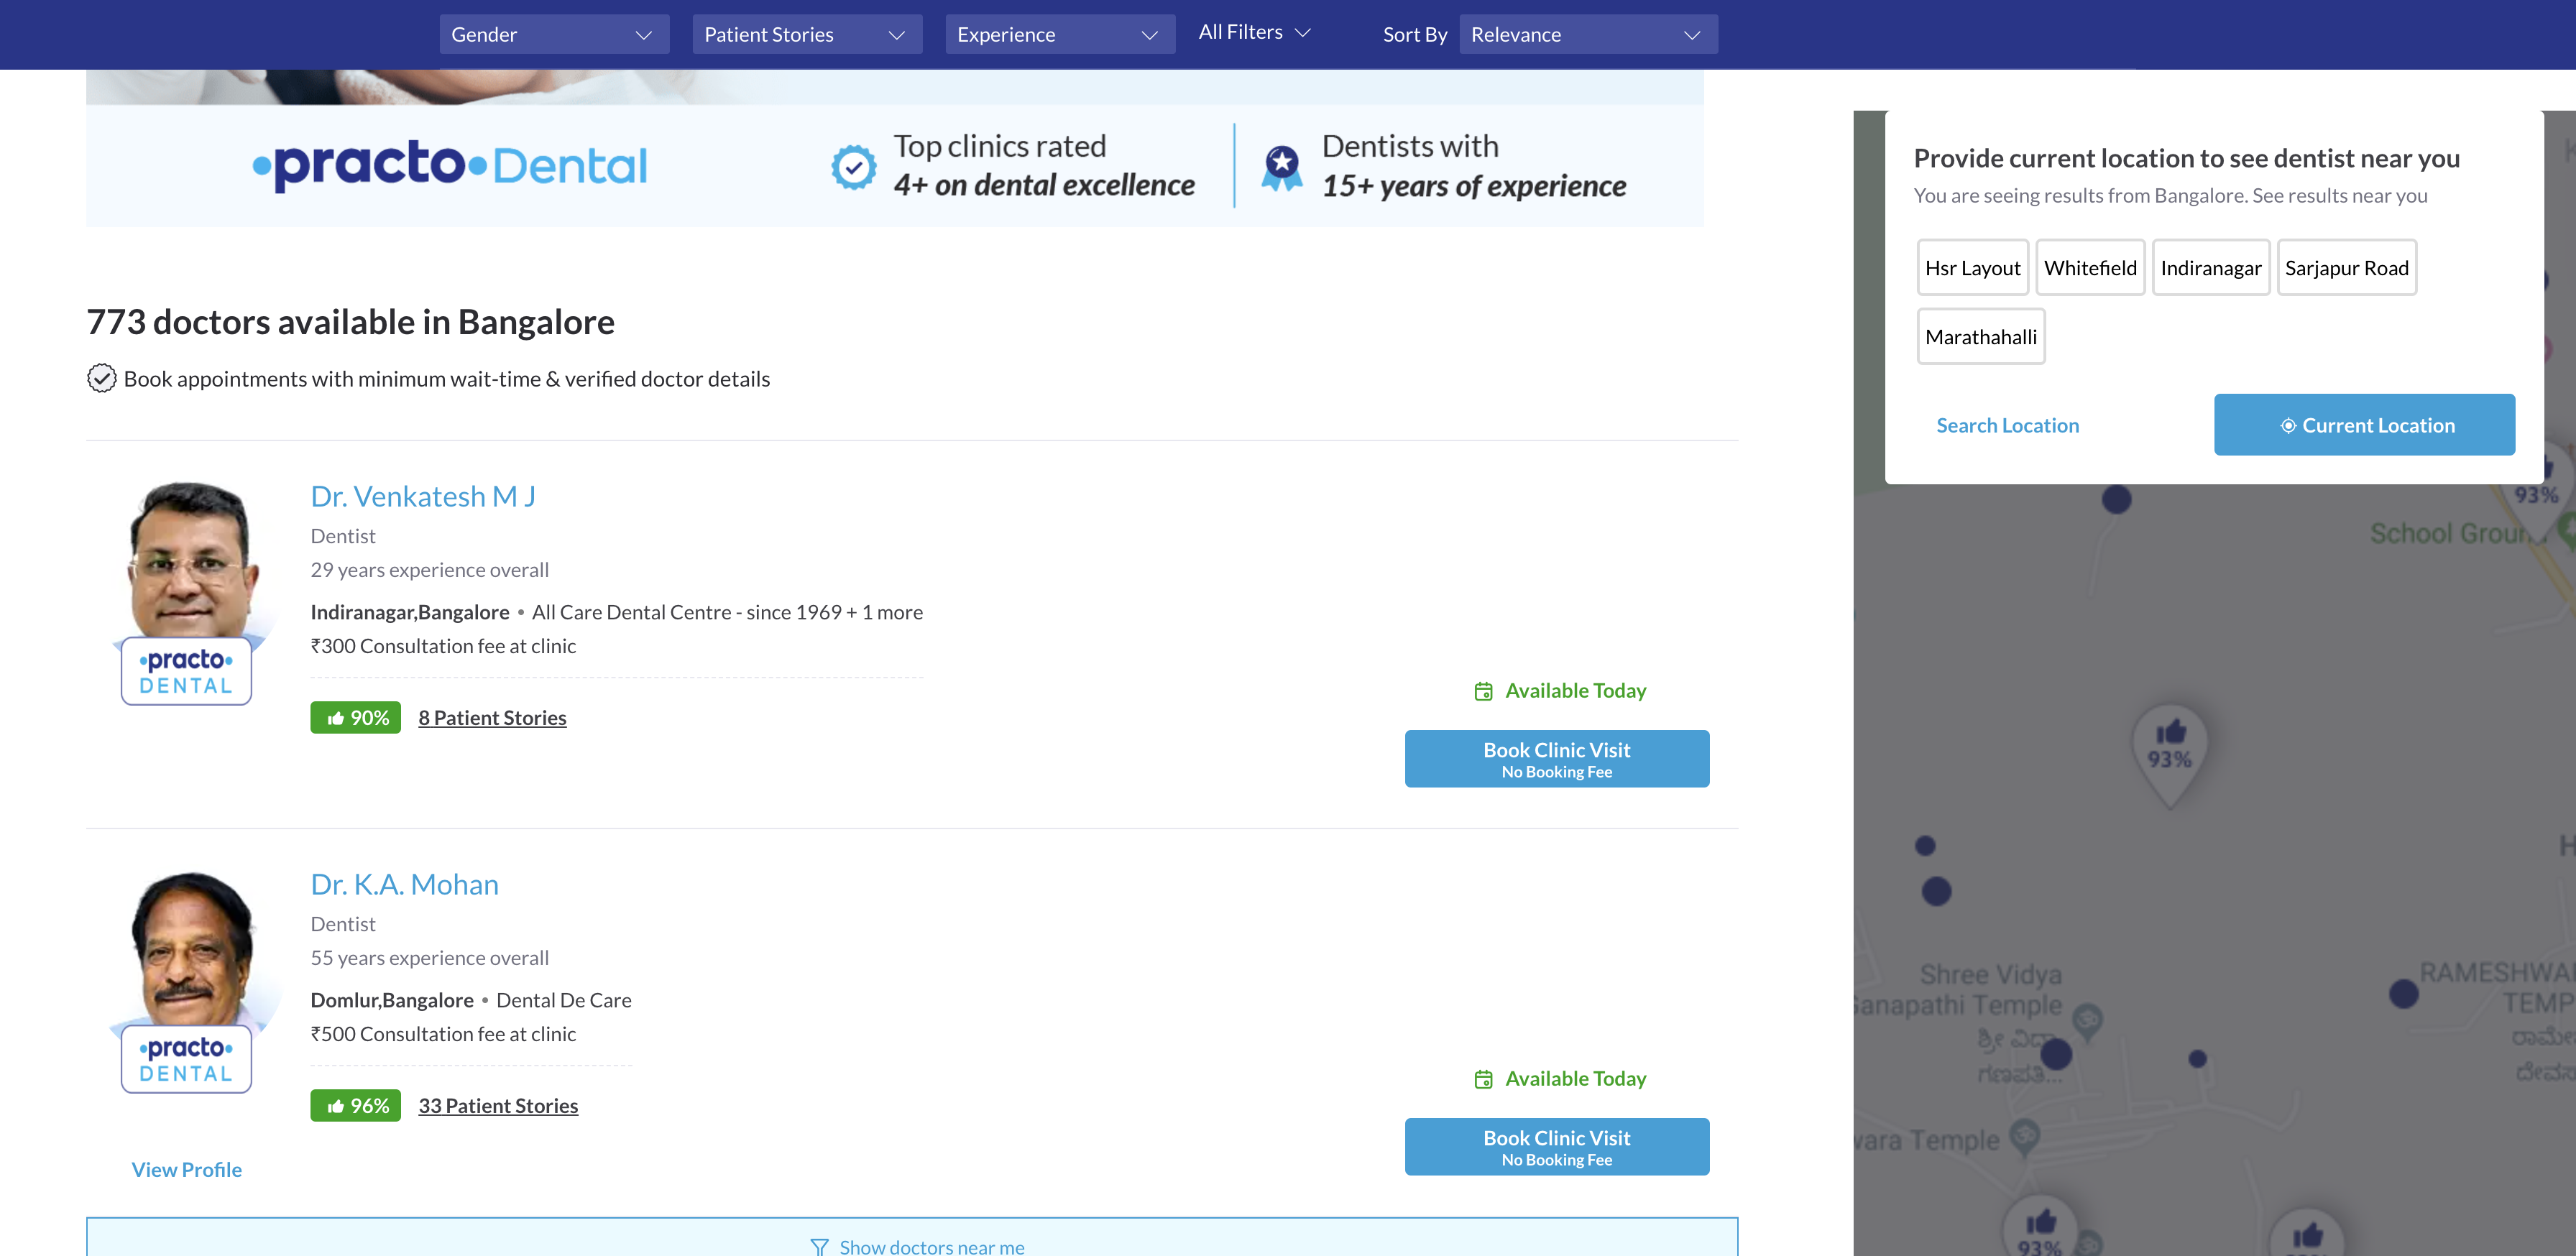 Gender
Patient Stories
Experience
All Filters
Sort By
Relevance
practo Dental
Top clinics rated
4+ on dental excellence
Dentists with
15+ years of experience
773 doctors available in Bangalore
Book appointments with minimum wait-time & verified doctor details
Dr. Venkatesh M J
Dentist
29 years experience overall
Indiranagar,Bangalore • All Care Dental Centre - since 1969 + 1 more
₹300 Consultation fee at clinic
practo
DENTAL
90% 8 Patient Stories
Available Today
Book Clinic Visit
No Booking Fee
Dr. K.A. Mohan
Dentist
55 years experience overall
Domlur,Bangalore • Dental De Care
₹500 Consultation fee at clinic
practo
DENTAL
96% 33 Patient Stories
View Profile
Available Today
Book Clinic Visit
No Booking Fee
Show doctors near me
Provide current location to see dentist near you
You are seeing results from Bangalore. See results near you
Hsr Layout
Whitefield
Indiranagar
Sarjapur Road
Marathahalli
Search Location
Current Location
93%
School
93%
Shree Vidya
Temple
ಶ್ರೀ
ಗಣಪತಿ...
Temple
93%